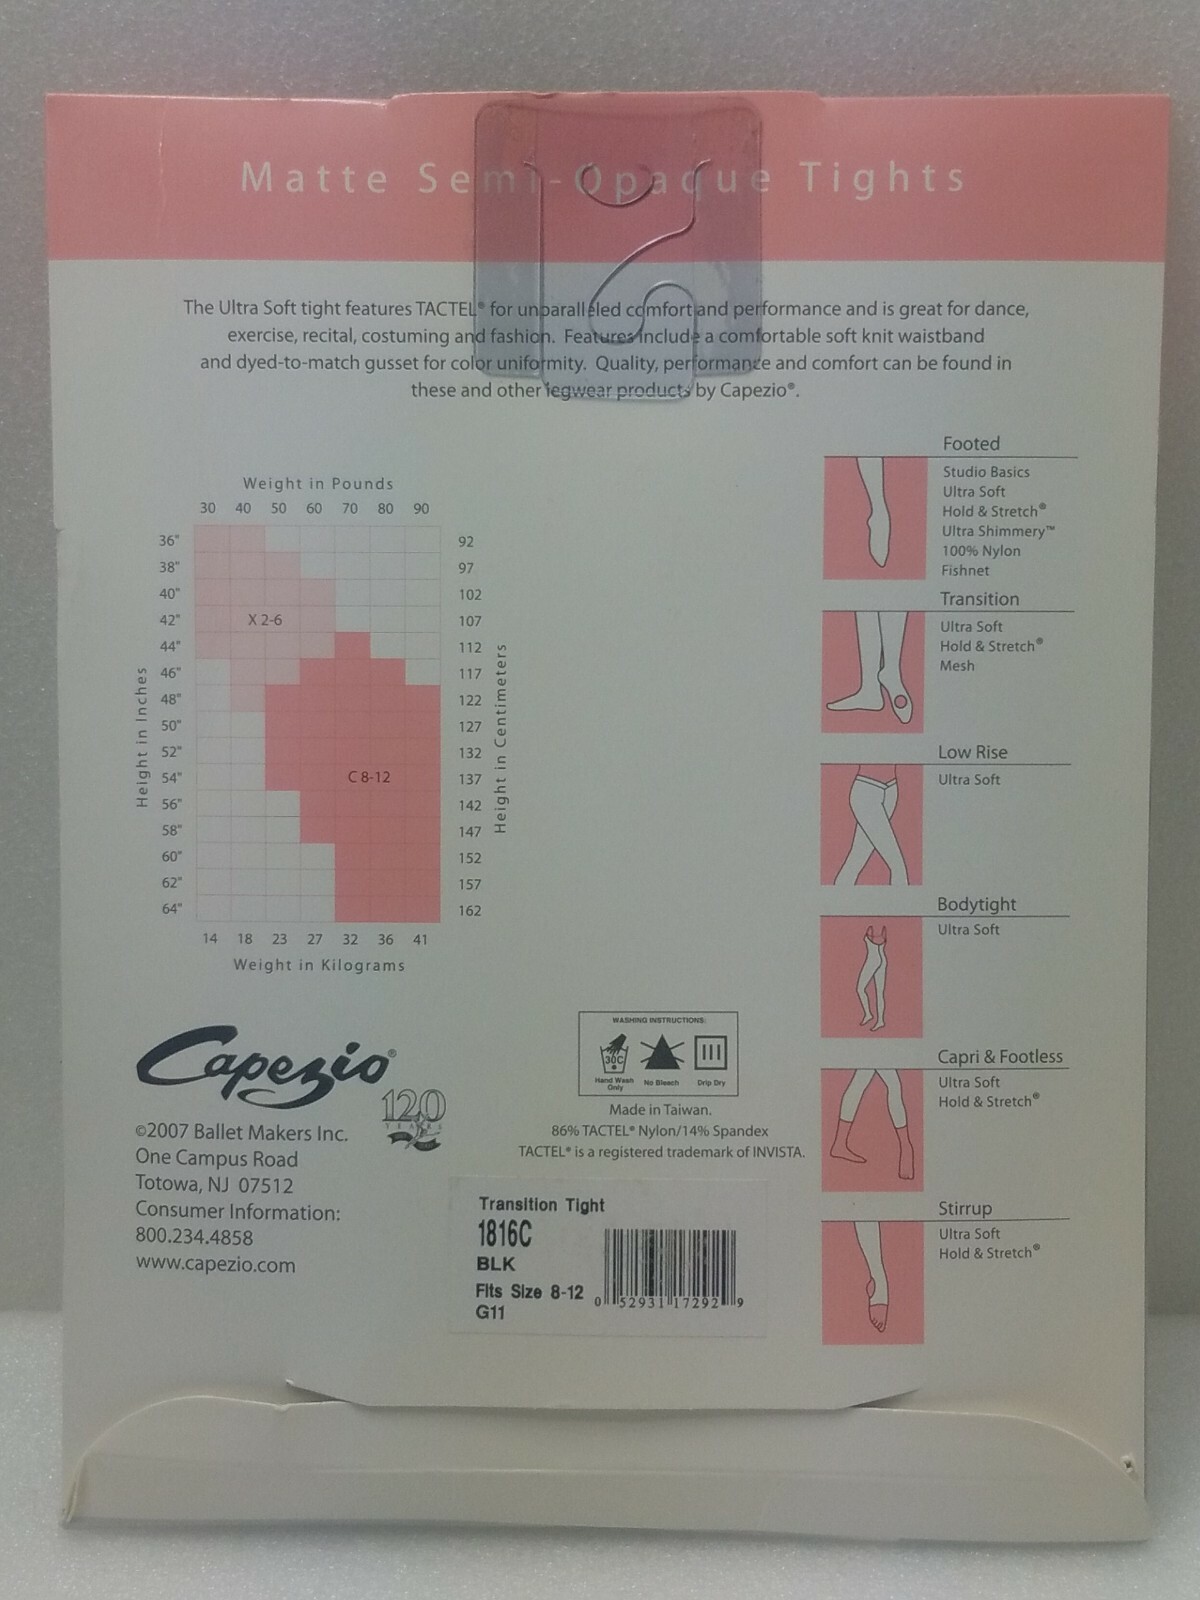 Matte Semi-Opaque Tights
The Ultra Soft tight features TACTEL® for unparalleled comfort and performance and is great for dance,
exercise, recital, costuming and fashion. Features include a comfortable soft knit waistband
and dyed-to-match gusset for color uniformity. Quality, performance and comfort can be found in
these and other legwear products by Capezio®.
Weight in Pounds
30 40 50 60 70 80 90
Height in Inches
36" 92
38" 97
40" 102
42" X 2-6 107
44" 112
46" 117
48" 122
50" 127
52" 132
54" C 8-12 137
56" 142
58" 147
60" 152
62" 157
64" 162
Height in Centimeters
14 18 23 27 32 36 41
Weight in Kilograms
Footed
Studio Basics
Ultra Soft
Hold & Stretch®
Ultra Shimmery™
100% Nylon
Fishnet
Transition
Ultra Soft
Hold & Stretch®
Mesh
Low Rise
Ultra Soft
Bodytight
Ultra Soft
Capri & Footless
Ultra Soft
Hold & Stretch®
Stirrup
Ultra Soft
Hold & Stretch®
Capezio®
120
YEARS
©2007 Ballet Makers Inc.
One Campus Road
Totowa, NJ 07512
Consumer Information:
800.234.4858
www.capezio.com
WASHING INSTRUCTIONS:
30C
Hand Wash
Only
No Bleach
Drip Dry
Made in Taiwan.
86% TACTEL® Nylon/14% Spandex
TACTEL® is a registered trademark of INVISTA.
Transition Tight
1816C
BLK
Fits Size 8-12
G11
0 52931 17292 9